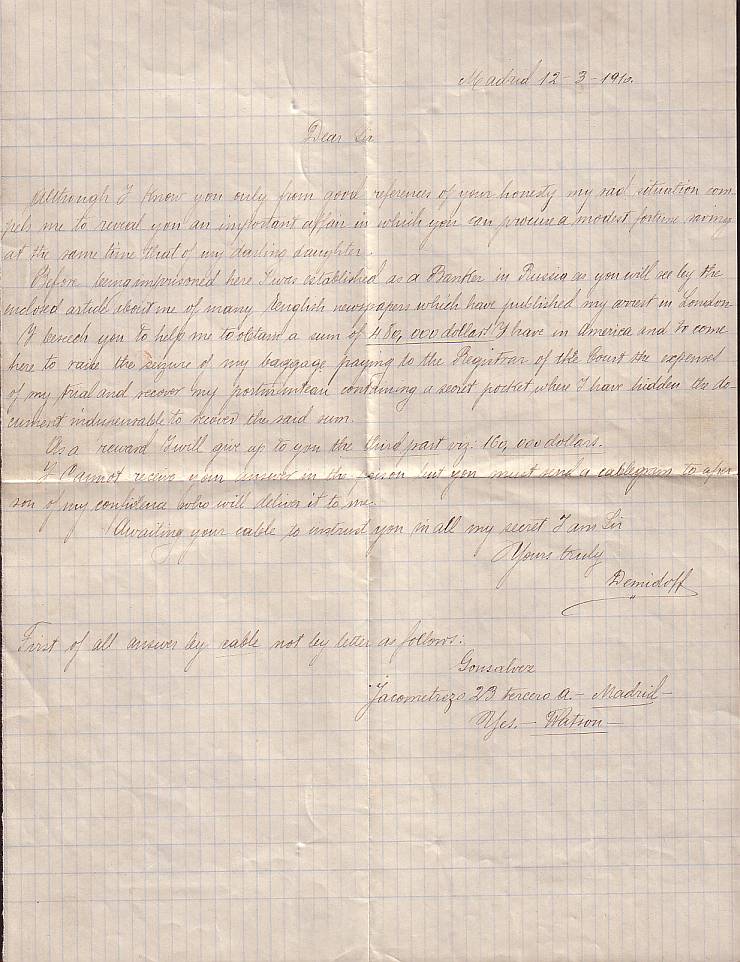 Madrid 12-3-1910.
Dear Sir
Although I know you only from good references of your honesty my sad situation com
pels me to reveal you an important affair in which you can procure a modest fortune saving
at the same time that of my darling daughter.
Before being imprisoned here I was established as a Banker in Russia as you will see by the
enclosed article about me of many English newspapers which have published my arrest in London.
I beseech you to help me to obtain a sum of 480,000 dollars I have in America and to come
here to raise the seizure of my baggage paying to the Registrar of the Court the expenses
of my trial and recover my portmanteau containing a secret pocket where I have hidden the do-
cument indispensable to recover the said sum.
As a reward I will give up to you the third part viz. 160,000 dollars.
I cannot receive your answer in the prison but you must send a cablegram to a per
son of my confidence who will deliver it to me.
Awaiting your cable to instruct you in all my secret I am Sir
Yours truly
Demidoff
First of all answer by cable not by letter as follows:
Gonsalvez
Jacometrezo 23 tercero a.- Madrid-
Yes.- Watson-